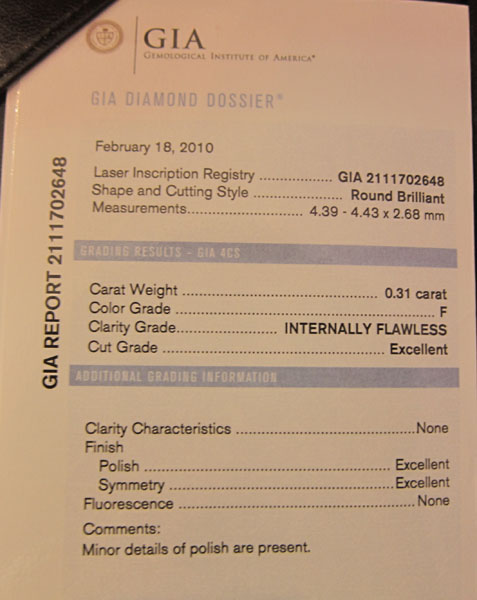 GIA
GEMOLOGICAL INSTITUTE OF AMERICA®
GIA DIAMOND DOSSIER®
February 18, 2010
Laser Inscription Registry ................. GIA 2111702648
Shape and Cutting Style ..................... Round Brilliant
Measurements........................... 4.39 - 4.43 x 2.68 mm
GRADING RESULTS - GIA 4CS
Carat Weight ............................................. 0.31 carat
Color Grade ........................................................ F
Clarity Grade....................... INTERNALLY FLAWLESS
Cut Grade .................................................. Excellent
ADDITIONAL GRADING INFORMATION
Clarity Characteristics .........................................None
Finish
Polish ........................................................ Excellent
Symmetry ....................................................Excellent
Fluorescence ...................................................... None
Comments:
Minor details of polish are present.
GIA REPORT 2111702648